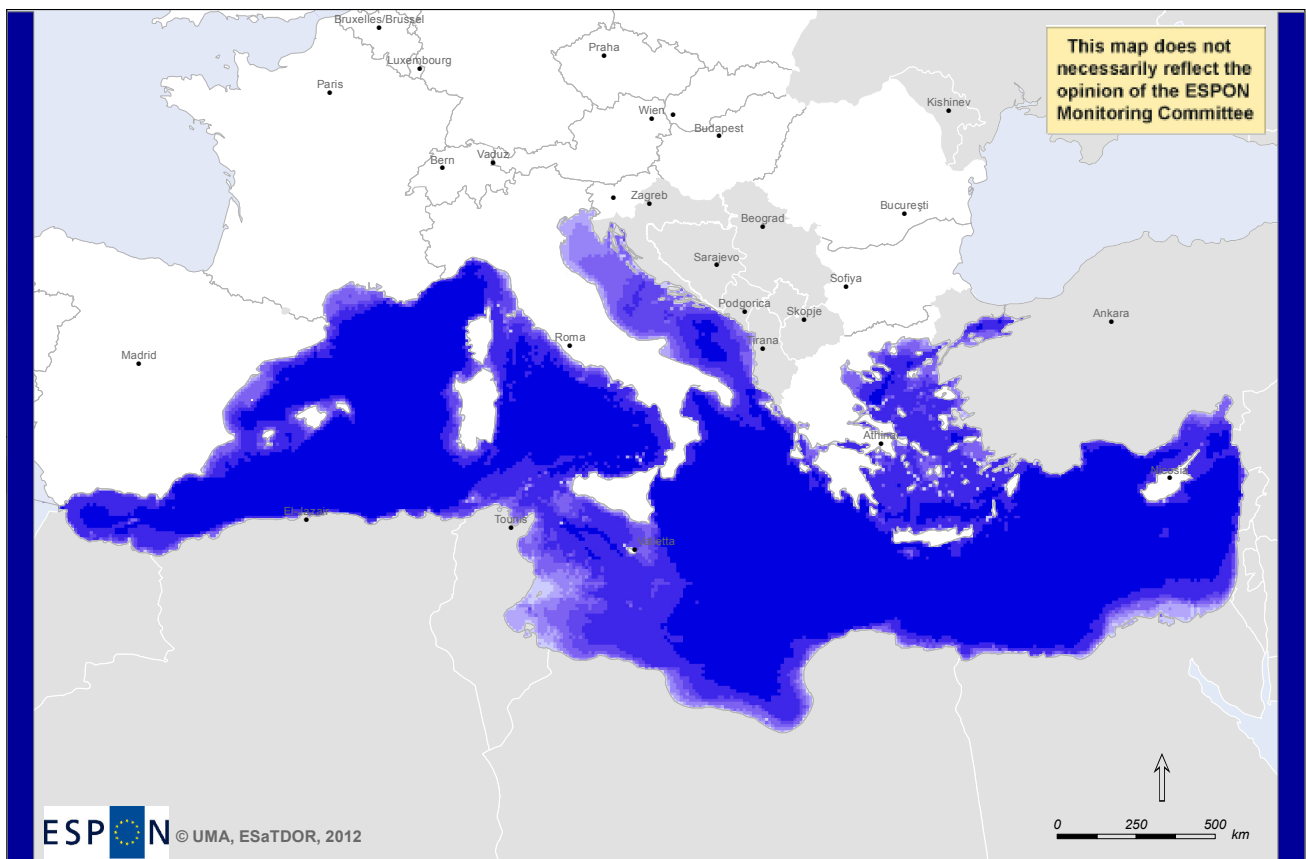 Bruxelles/Brussel
This map does not
necessarily reflect the
opinion of the ESPON
Monitoring Committee
Praha
Luxembourg
Paris
Kishinev
Wien
Budapest
Bern
Vaduz
Zagreb
București
Beograd
Sarajevo
Sofiya
Podgorica
Skopje
Ankara
Tirana
Roma
Madrid
Athina
Nicosia
El-Jazair
Tounis
Valletta
0 250 500 km
ESPON © UMA, ESaTDOR, 2012